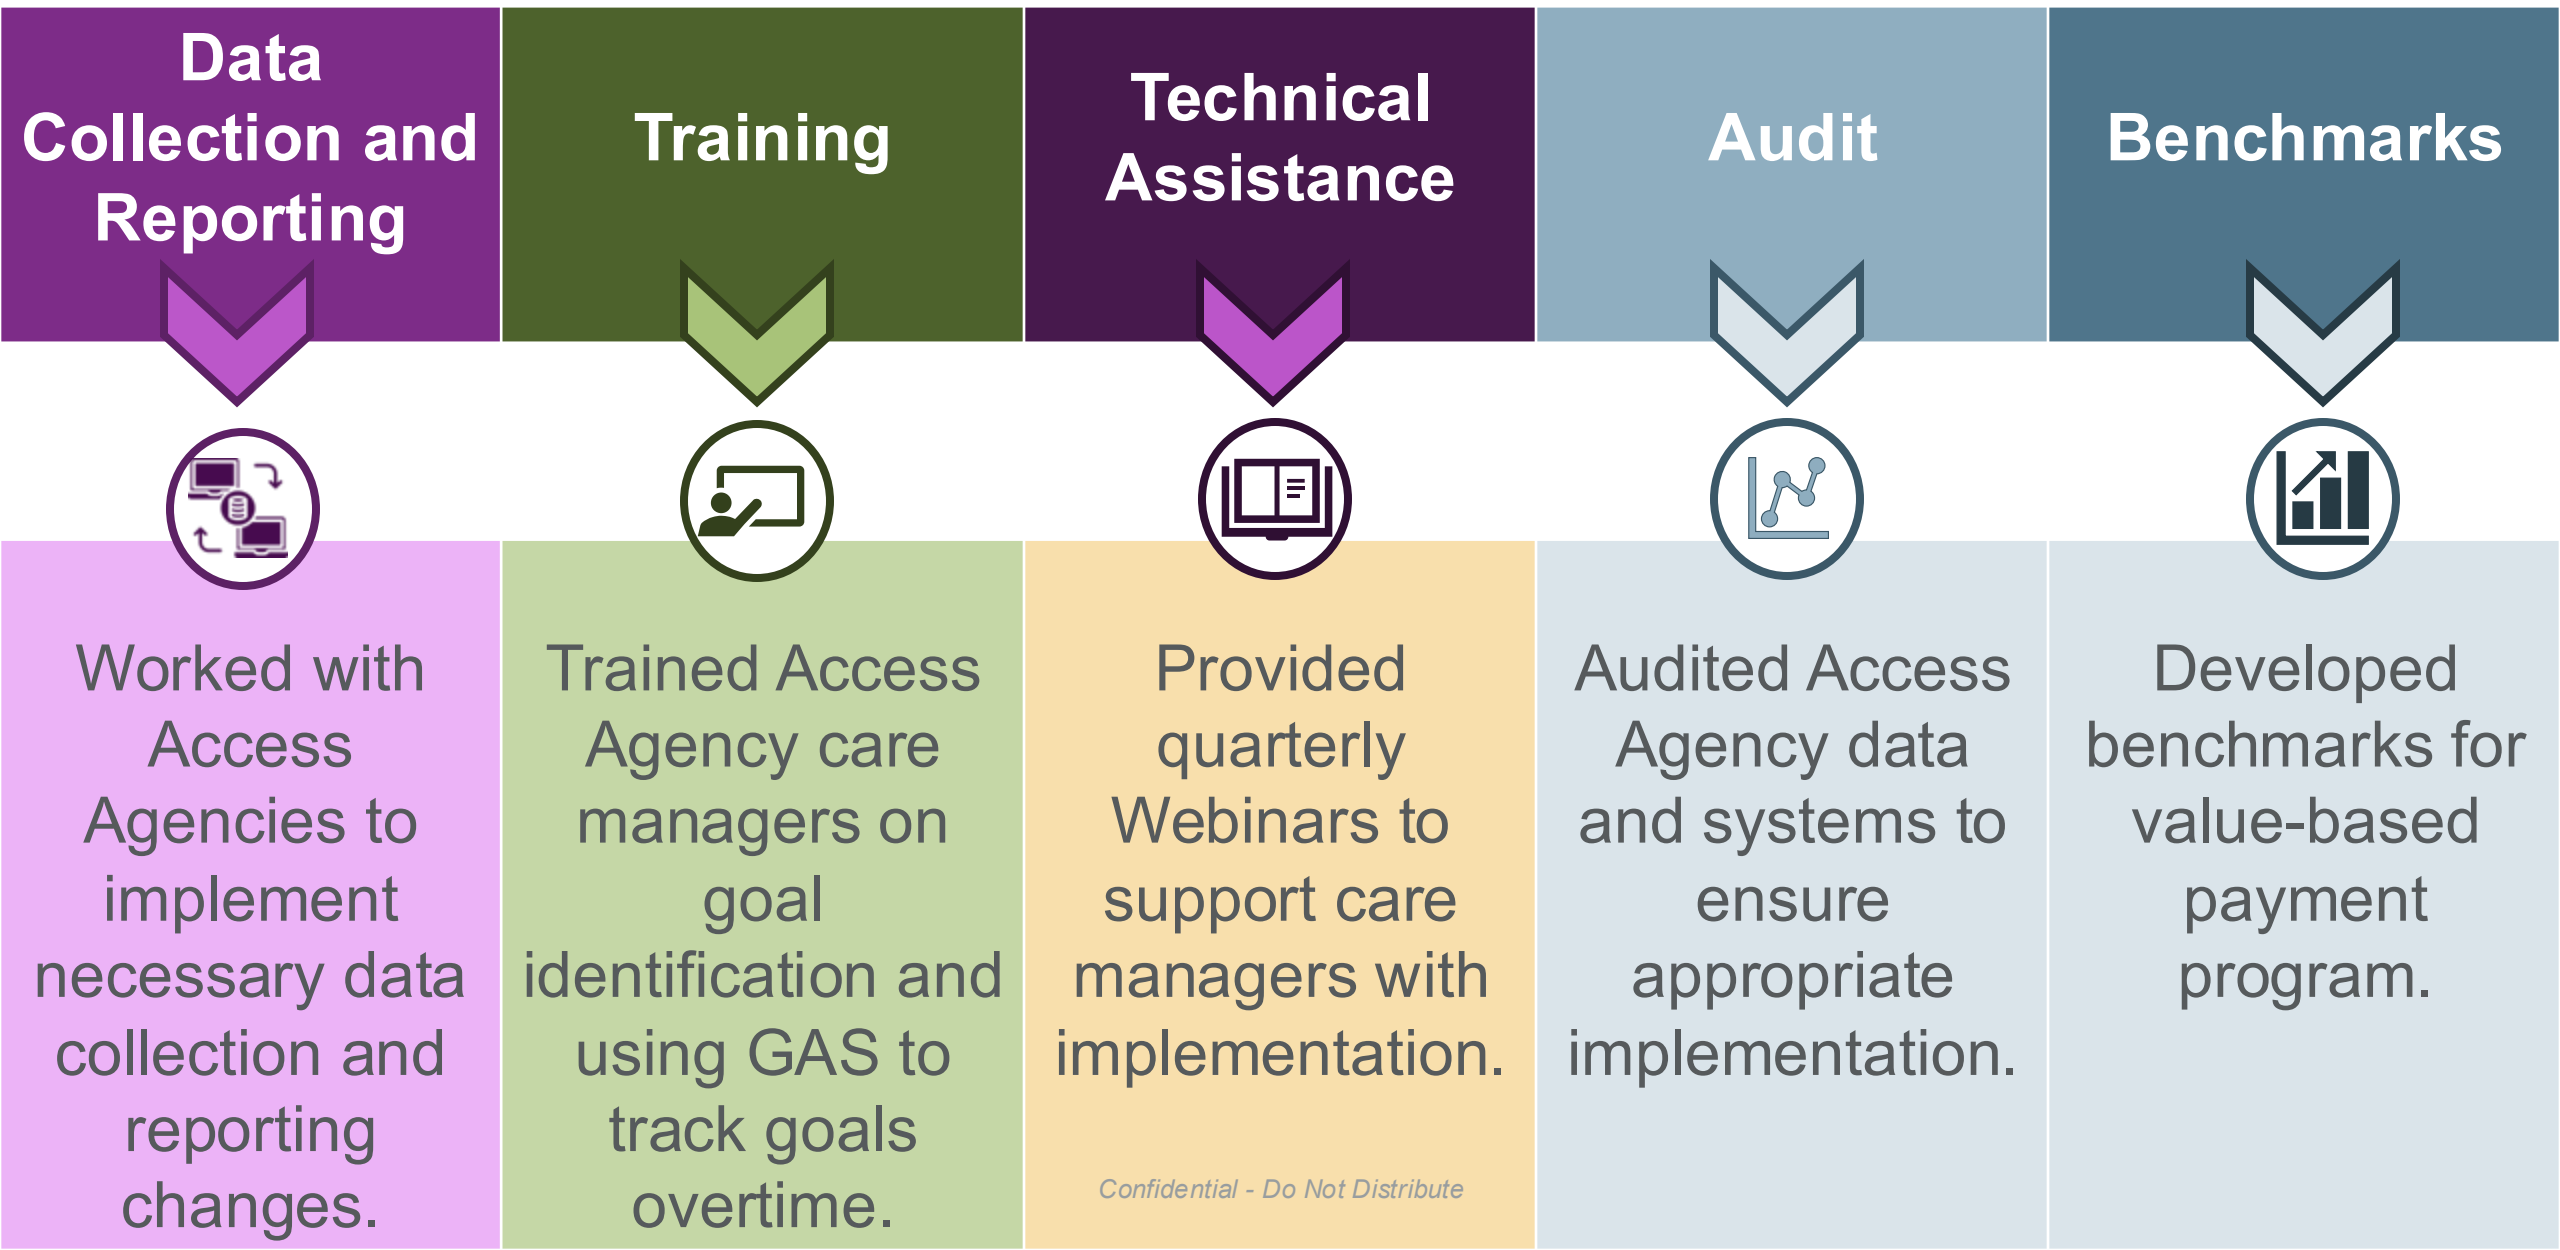 Data
Collection and
Reporting
Training
Technical
Assistance
Audit
Benchmarks
Worked with
Access
Agencies to
implement
necessary data
collection and
reporting
changes.
Trained Access
Agency care
managers on
goal
identification and
using GAS to
track goals
overtime.
Provided
quarterly
Webinars to
support care
managers with
implementation.
Confidential - Do Not Distribute
Audited Access
Agency data
and systems to
ensure
appropriate
implementation.
Developed
benchmarks for
value-based
payment
program.